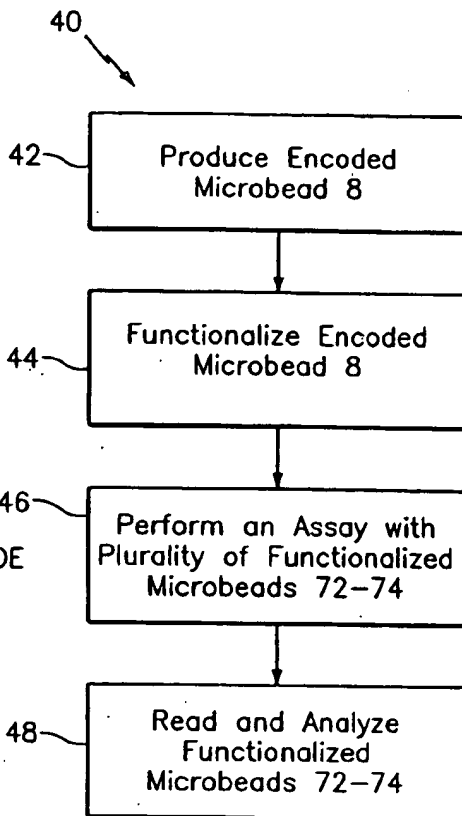 40
42
Produce Encoded
Microbead 8
44
Functionalize Encoded
Microbead 8
46
Perform an Assay with
Plurality of Functionalized
Microbeads 72-74
48
Read and Analyze
Functionalized
Microbeads 72-74